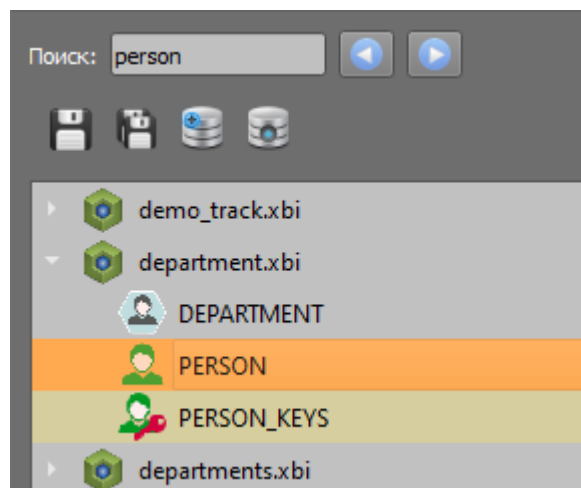 Поиск: person
demo_track.xbi
department.xbi
DEPARTMENT
PERSON
PERSON_KEYS
departments.xbi